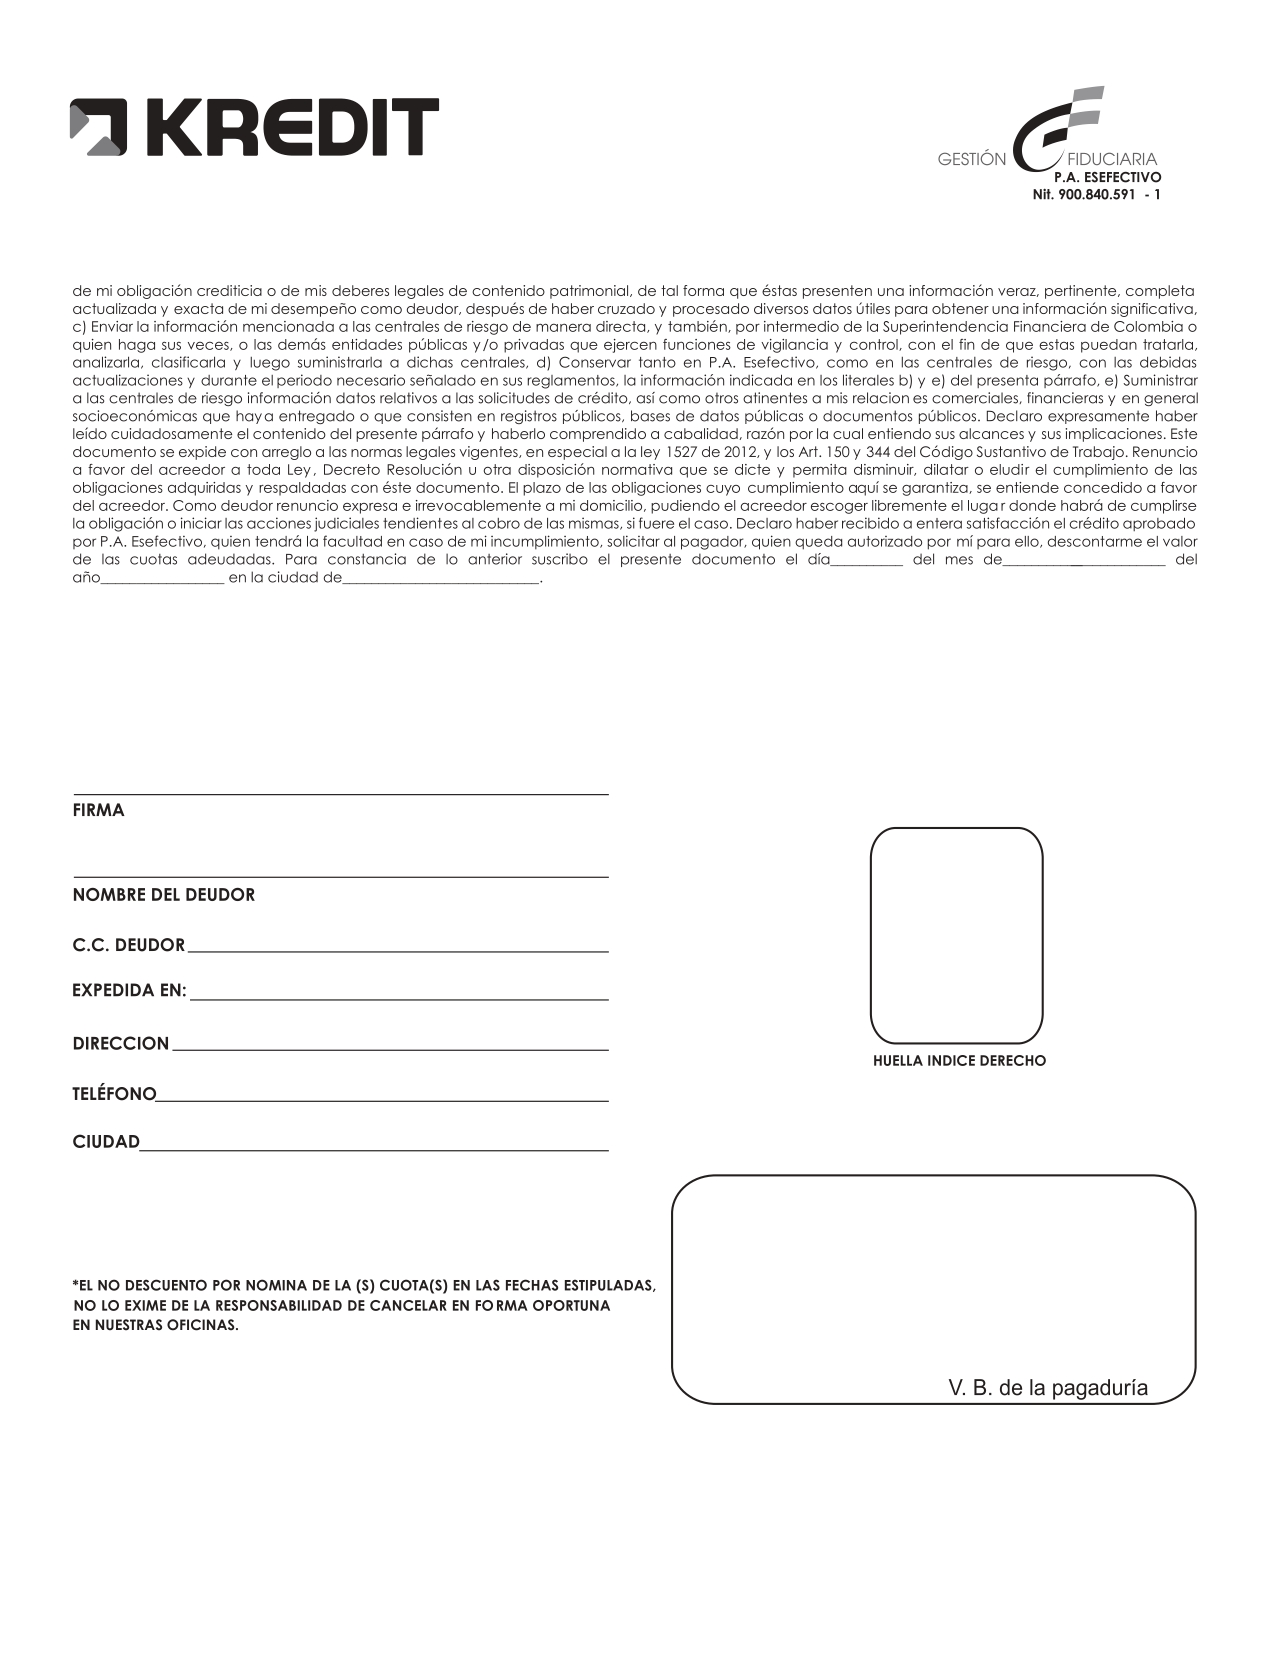 KREDIT
GESTIÓN FIDUCIARIA
P.A. ESEFECTIVO
Nit. 900.840.591 - 1
de mi obligación crediticia o de mis deberes legales de contenido patrimonial, de tal forma que éstas presenten una información veraz, pertinente, completa
actualizada y exacta de mi desempeño como deudor, después de haber cruzado y procesado diversos datos útiles para obtener una información significativa,
c) Enviar la información mencionada a las centrales de riesgo de manera directa, y también, por intermedio de la Superintendencia Financiera de Colombia o
quien haga sus veces, o las demás entidades públicas y/o privadas que ejercen funciones de vigilancia y control, con el fin de que estas puedan tratarla,
analizarla, clasificarla y luego suministrarla a dichas centrales, d) Conservar tanto en P.A. Esefectivo, como en las centrales de riesgo, con las debidas
actualizaciones y durante el periodo necesario señalado en sus reglamentos, la información indicada en los literales b) y e) del presenta párrafo, e) Suministrar
a las centrales de riesgo información datos relativos a las solicitudes de crédito, así como otros atinentes a mis relaciones comerciales, financieras y en general
socioeconómicas que haya entregado o que consisten en registros públicos, bases de datos públicas o documentos públicos. Declaro expresamente haber
leído cuidadosamente el contenido del presente párrafo y haberlo comprendido a cabalidad, razón por la cual entiendo sus alcances y sus implicaciones. Este
documento se expide con arreglo a las normas legales vigentes, en especial a la ley 1527 de 2012, y los Art. 150 y 344 del Código Sustantivo de Trabajo. Renuncio
a favor del acreedor a toda Ley, Decreto Resolución u otra disposición normativa que se dicte y permita disminuir, dilatar o eludir el cumplimiento de las
obligaciones adquiridas y respaldadas con éste documento. El plazo de las obligaciones cuyo cumplimiento aquí se garantiza, se entiende concedido a favor
del acreedor. Como deudor renuncio expresa e irrevocablemente a mi domicilio, pudiendo el acreedor escoger libremente el lugar donde habrá de cumplirse
la obligación o iniciar las acciones judiciales tendientes al cobro de las mismas, si fuere el caso. Declaro haber recibido a entera satisfacción el crédito aprobado
por P.A. Esefectivo, quien tendrá la facultad en caso de mi incumplimiento, solicitar al pagador, quien queda autorizado por mí para ello, descontarme el valor
de las cuotas adeudadas. Para constancia de lo anterior suscribo el presente documento el día__________ del mes de______________________ del
año_________________ en la ciudad de___________________________.
FIRMA
NOMBRE DEL DEUDOR
C.C. DEUDOR
EXPEDIDA EN:
DIRECCION
TELÉFONO
CIUDAD
HUELLA INDICE DERECHO
*EL NO DESCUENTO POR NOMINA DE LA (S) CUOTA(S) EN LAS FECHAS ESTIPULADAS,
NO LO EXIME DE LA RESPONSABILIDAD DE CANCELAR EN FORMA OPORTUNA
EN NUESTRAS OFICINAS.
V. B. de la pagaduría